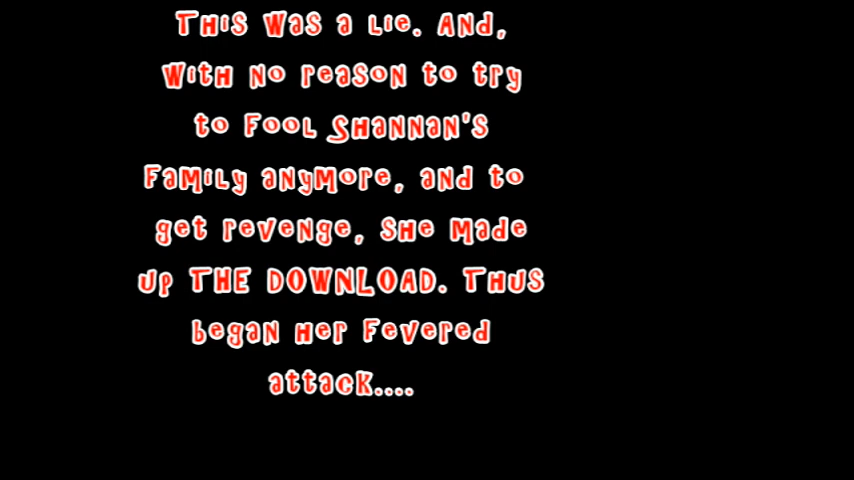 This was a lie. And,
with no reason to try
to fool Shannan's
family anymore, and to
get revenge, she made
up THE DOWNLOAD. Thus
began her fevered
attack....